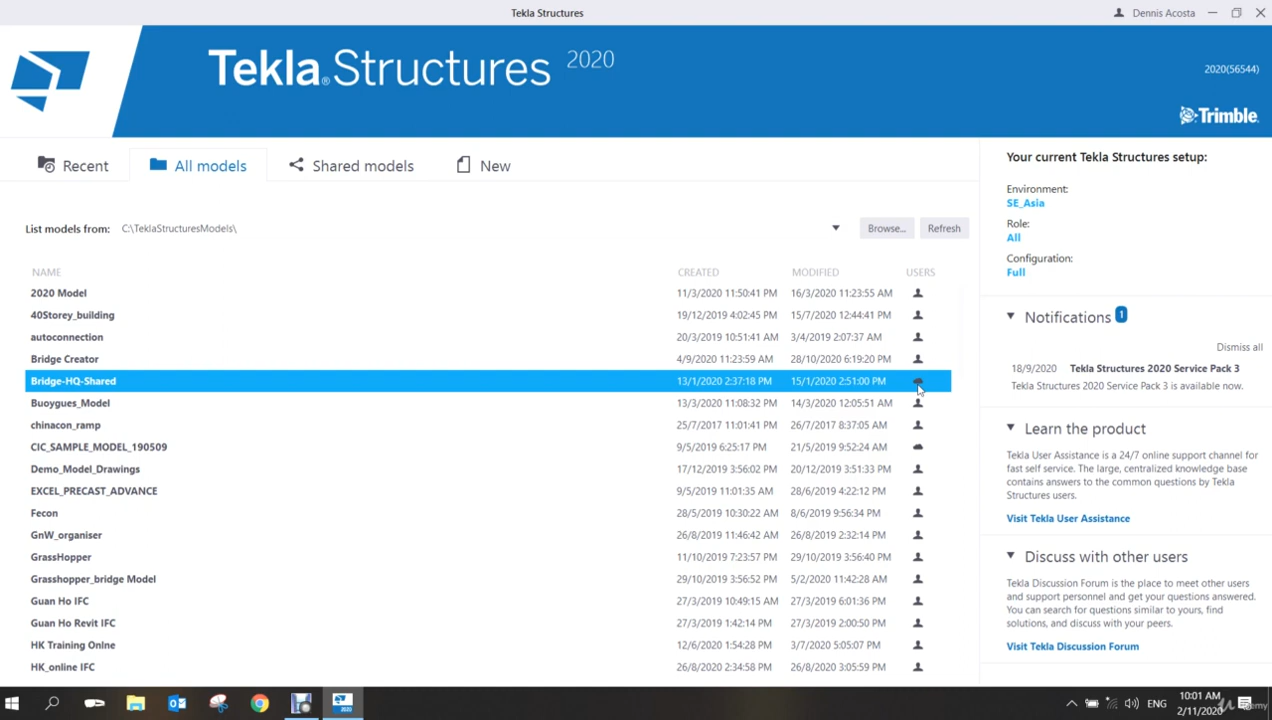 Tekla Structures
Dennis Acosta
Tekla® Structures 2020
2020(56544)
Trimble.
Recent
All models
Shared models
New
List models from: C:\TeklaStructuresModels\
Browse...
Refresh
NAME CREATED MODIFIED USERS
2020 Model 11/3/2020 11:50:41 PM 16/3/2020 11:23:55 AM
40Storey_building 19/12/2019 4:02:45 PM 15/7/2020 12:44:41 PM
autoconnection 20/3/2019 10:51:41 AM 3/4/2019 2:07:37 AM
Bridge Creator 4/9/2020 11:23:59 AM 28/10/2020 6:19:20 PM
Bridge-HQ-Shared 13/1/2020 2:37:18 PM 15/1/2020 2:51:00 PM
Buoygues_Model 13/3/2020 11:08:32 PM 14/3/2020 12:05:51 AM
chinacon_ramp 25/7/2017 11:01:41 PM 26/7/2017 8:37:05 AM
CIC_SAMPLE_MODEL_190509 9/5/2019 6:25:17 PM 21/5/2019 9:52:24 AM
Demo_Model_Drawings 17/12/2019 3:56:02 PM 20/12/2019 3:51:33 PM
EXCEL_PRECAST_ADVANCE 9/5/2019 11:01:35 AM 28/6/2019 4:22:12 PM
Fecon 28/5/2019 10:30:22 AM 8/6/2019 9:56:34 PM
GnW_organiser 26/8/2019 11:46:42 AM 26/8/2019 2:32:14 PM
GrassHopper 11/10/2019 7:23:57 PM 29/10/2019 3:56:40 PM
Grasshopper_bridge Model 29/10/2019 3:56:52 PM 5/2/2020 11:42:28 AM
Guan Ho IFC 27/3/2019 10:49:15 AM 27/3/2019 6:01:36 PM
Guan Ho Revit IFC 27/3/2019 1:42:14 PM 27/3/2019 2:00:50 PM
HK Training Onlne 12/6/2020 1:54:28 PM 3/7/2020 5:05:07 PM
HK_online IFC 26/8/2020 2:34:58 PM 26/8/2020 3:05:59 PM
Your current Tekla Structures setup:
Environment:
SE_Asia
Role:
All
Configuration:
Full
Notifications 1
Dismiss all
18/9/2020 Tekla Structures 2020 Service Pack 3
Tekla Structures 2020 Service Pack 3 is available now.
Learn the product
Tekla User Assistance is a 24/7 online support channel for
fast self service. The large, centralized knowledge base
contains answers to the common questions by Tekla
Structures users.
Visit Tekla User Assistance
Discuss with other users
Tekla Discussion Forum is the place to meet other users
and support personnel and get your questions answered.
You can search for questions similar to yours, find
solutions, and discuss with your peers.
Visit Tekla Discussion Forum
2020
ENG
10:01 AM
2/11/2020